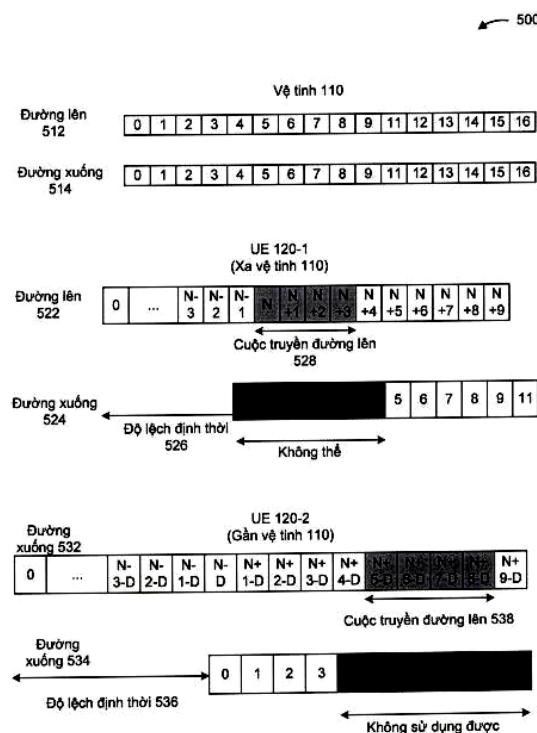 500
Vệ tinh 110
Đường lên
512
0 1 2 3 4 5 6 7 8 9 11 12 13 14 15 16
Đường xuống
514
0 1 2 3 4 5 6 7 8 9 11 12 13 14 15 16
UE 120-1
(Xa vệ tinh 110)
Đường lên
522
0 ... N-3 N-2 N-1 N N+1 N+2 N+3 N+4 N+5 N+6 N+7 N+8 N+9
Cuộc truyền đường lên
528
Đường xuống
524
5 6 7 8 9 11
Độ lệch định thời
526
Không thể
UE 120-2
(Gần vệ tinh 110)
Đường
xuống 532
0 ... N-3-D N-2-D N-1-D N-D N+1-D N+2-D N+3-D N+4-D N+5-D N+6-D N+7-D N+8-D N+9-D
Cuộc truyền đường lên 538
Đường
xuống 534
0 1 2 3
Độ lệch định thời 536
Không sử dụng được